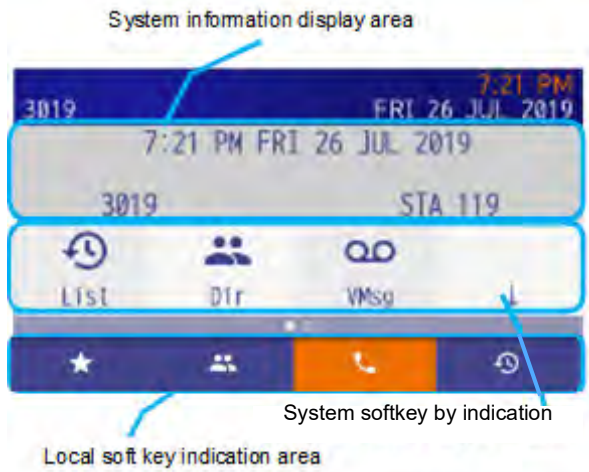 System information display area
7:21 PM
3019 FRI 26 JUL 2019
7:21 PM FRI 26 JUL 2019
3019 STA 119
List Dir VMsg ↓
System softkey by indication
Local soft key indication area